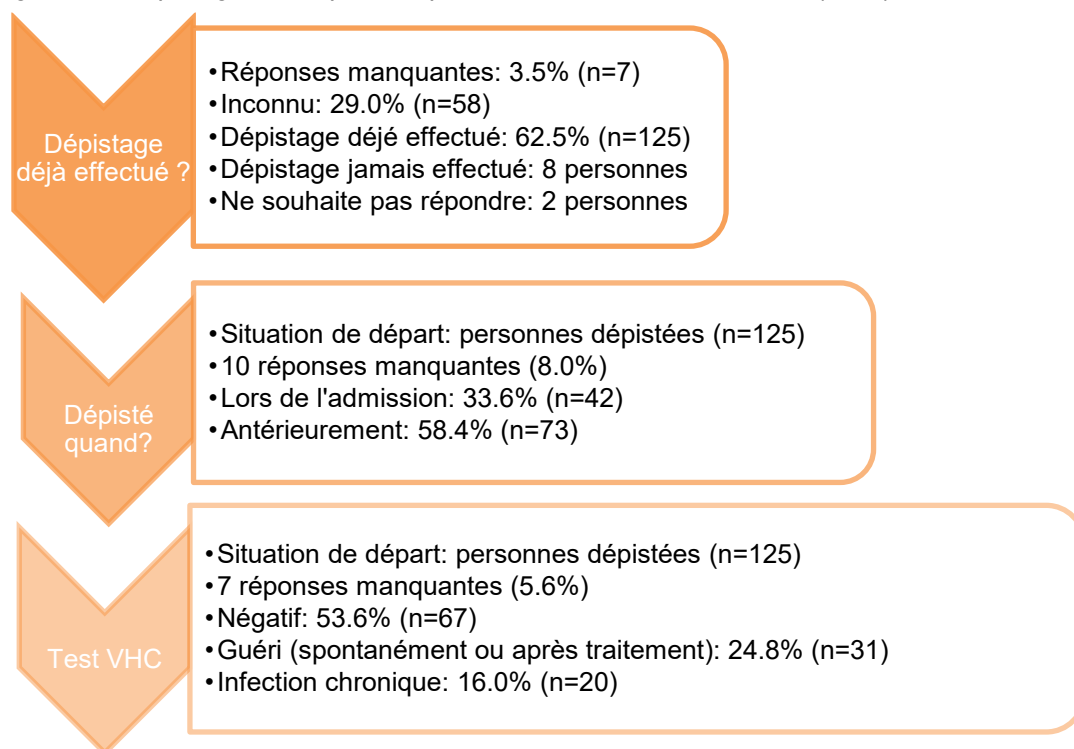 Dépistage
déjà effectué ?
•Réponses manquantes: 3.5% (n=7)
•Inconnu: 29.0% (n=58)
•Dépistage déjé effectué: 62.5% (n=125)
•Dépistage jamais effectué: 8 personnes
•Ne souhaite pas répondre: 2 personnes
Dépisté
quand?
•Situation de départ: personnes dépistées (n=125)
•10 réponses manquantes (8.0%)
•Lors de l'admission: 33.6% (n=42)
•Antérieurement: 58.4% (n=73)
Test VHC
•Situation de départ: personnes dépistées (n=125)
•7 réponses manquantes (5.6%)
•Négatif: 53.6% (n=67)
•Guéri (spontanément ou après traitement): 24.8% (n=31)
•Infection chronique: 16.0% (n=20)